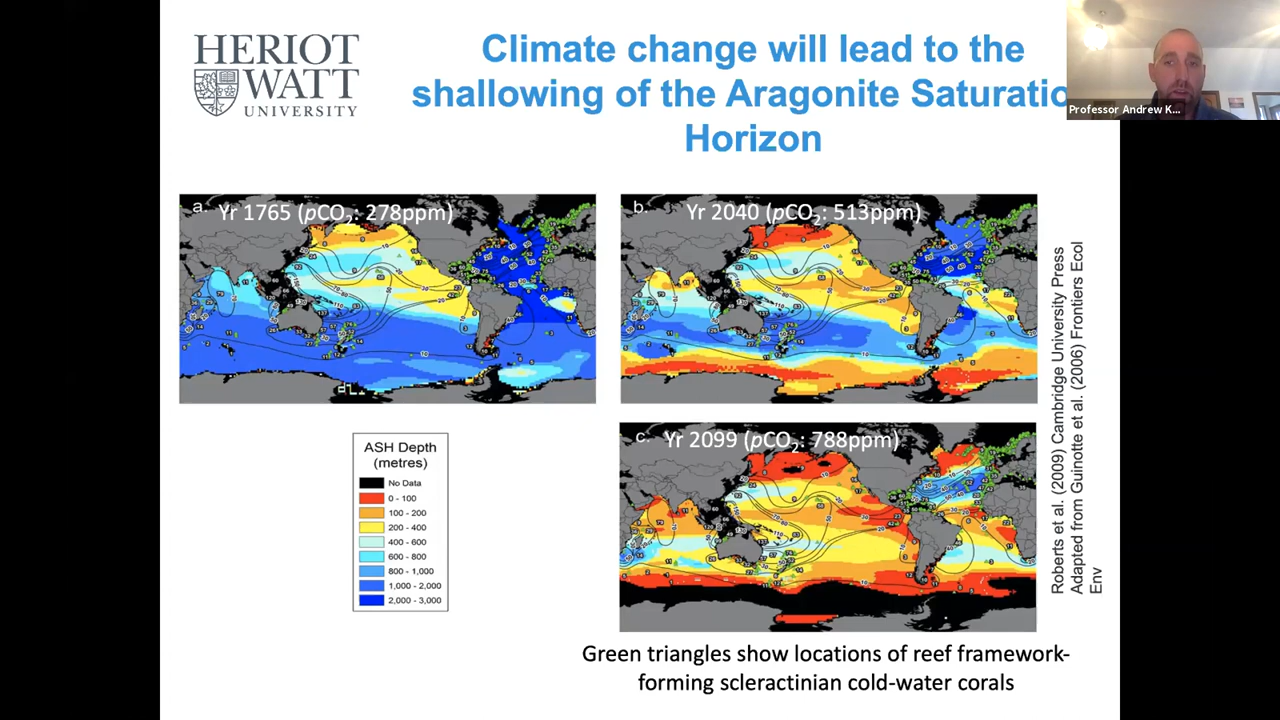 HERIOT
WATT
UNIVERSITY
Climate change will lead to the
shallowing of the Aragonite Saturatio
Horizon
Professor Andrew K...
a. Yr 1765 (pCO2: 278ppm)
b. Yr 2040 (pCO2: 513ppm)
c. Yr 2099 (pCO2: 788ppm)
ASH Depth
(metres)
No Data
0 - 100
100 - 200
200 - 400
400 - 600
600 - 800
800 - 1,000
1,000 - 2,000
2,000 - 3,000
Roberts et al. (2009) Cambridge University Press
Adapted from Guinotte et al. (2006) Frontiers Ecol
Env
Green triangles show locations of reef framework-
forming scleractinian cold-water corals